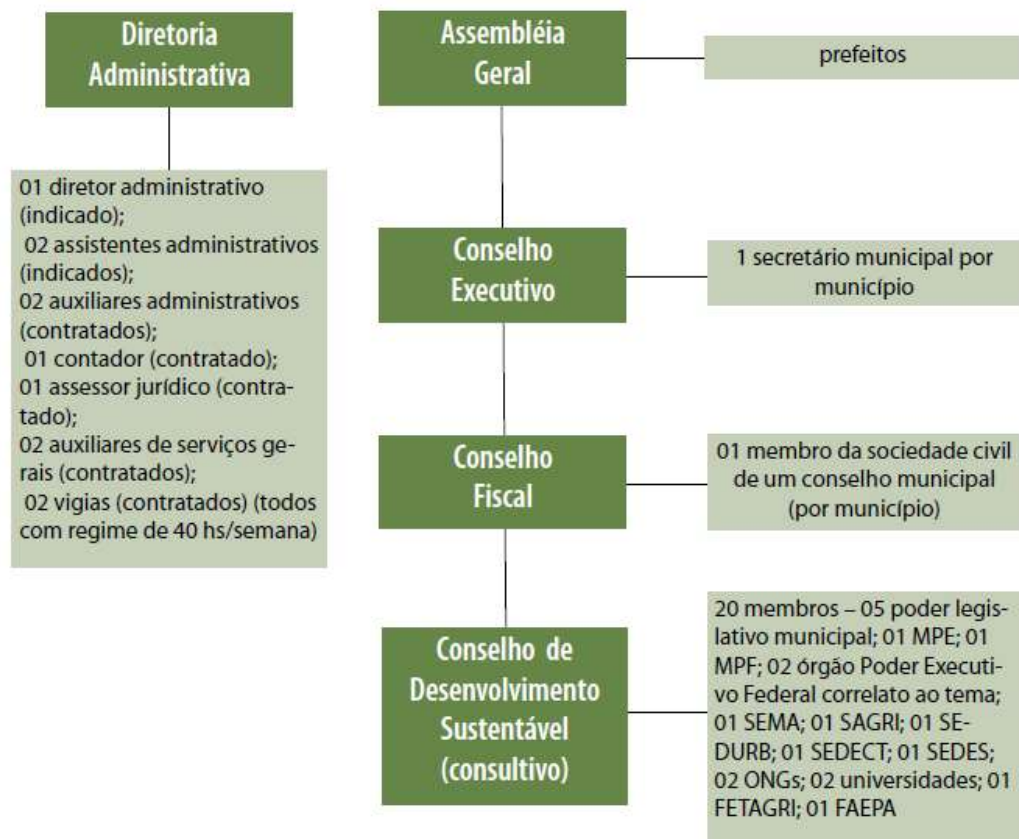 Diretoria
Administrativa
01 diretor administrativo
(indicado);
02 assistentes administrativos
(indicados);
02 auxiliares administrativos
(contratados);
01 contador (contratado);
01 assessor jurídico (contra-
tado);
02 auxiliares de serviços ge-
rais (contratados);
02 vigias (contratados) (todos
com regime de 40 hs/semana)
Assembléia
Geral
prefeitos
Conselho
Executivo
1 secretário municipal por
município
Conselho
Fiscal
01 membro da sociedade civil
de um conselho municipal
(por município)
Conselho de
Desenvolvimento
Sustentável
(consultivo)
20 membros – 05 poder legis-
lativo municipal; 01 MPE; 01
MPF; 02 órgão Poder Executi-
vo Federal correlato ao tema;
01 SEMA; 01 SAGRI; 01 SE-
DURB; 01 SEDECT; 01 SEDES;
02 ONGs; 02 universidades; 01
FETAGRI; 01 FAEPA